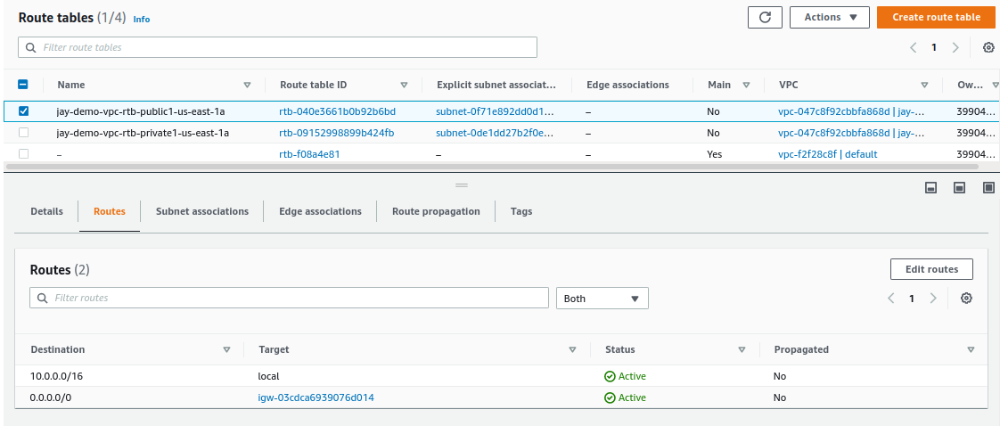 Route tables (1/4) Info
Actions
Create route table
Filter route tables
1
Name Route table ID Explicit subnet associat... Edge associations Main VPC Ow...
jay-demo-vpc-rtb-public1-us-east-1a rtb-040e3661b0b92b6bd subnet-0f71e892dd0d1... – No vpc-047c8f92cbbfa868d | jay-... 39904...
jay-demo-vpc-rtb-private1-us-east-1a rtb-09152998899b424fb subnet-0de1dd27b2f0e... – No vpc-047c8f92cbbfa868d | jay-... 39904...
– rtb-f08a4e81 – – Yes vpc-f2f28c8f | default 39904...
Details Routes Subnet associations Edge associations Route propagation Tags
Routes (2)
Edit routes
Filter routes
Both
1
Destination Target Status Propagated
10.0.0.0/16 local Active No
0.0.0.0/0 igw-03cdca6939076d014 Active No